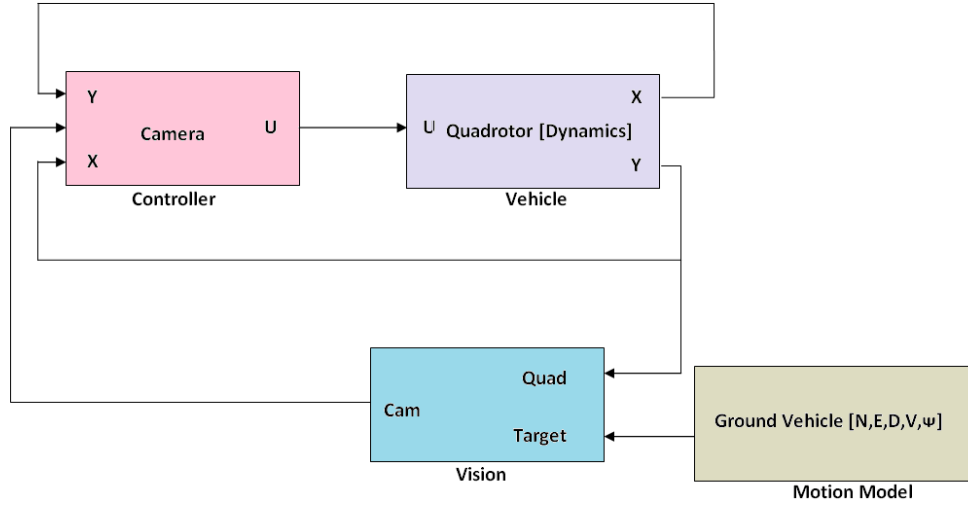 Y
X
Camera
U
U
Quadrotor [Dynamics]
X
Y
Controller
Vehicle
Quad
Cam
Target
Ground Vehicle [N,E,D,V,Ψ]
Vision
Motion Model